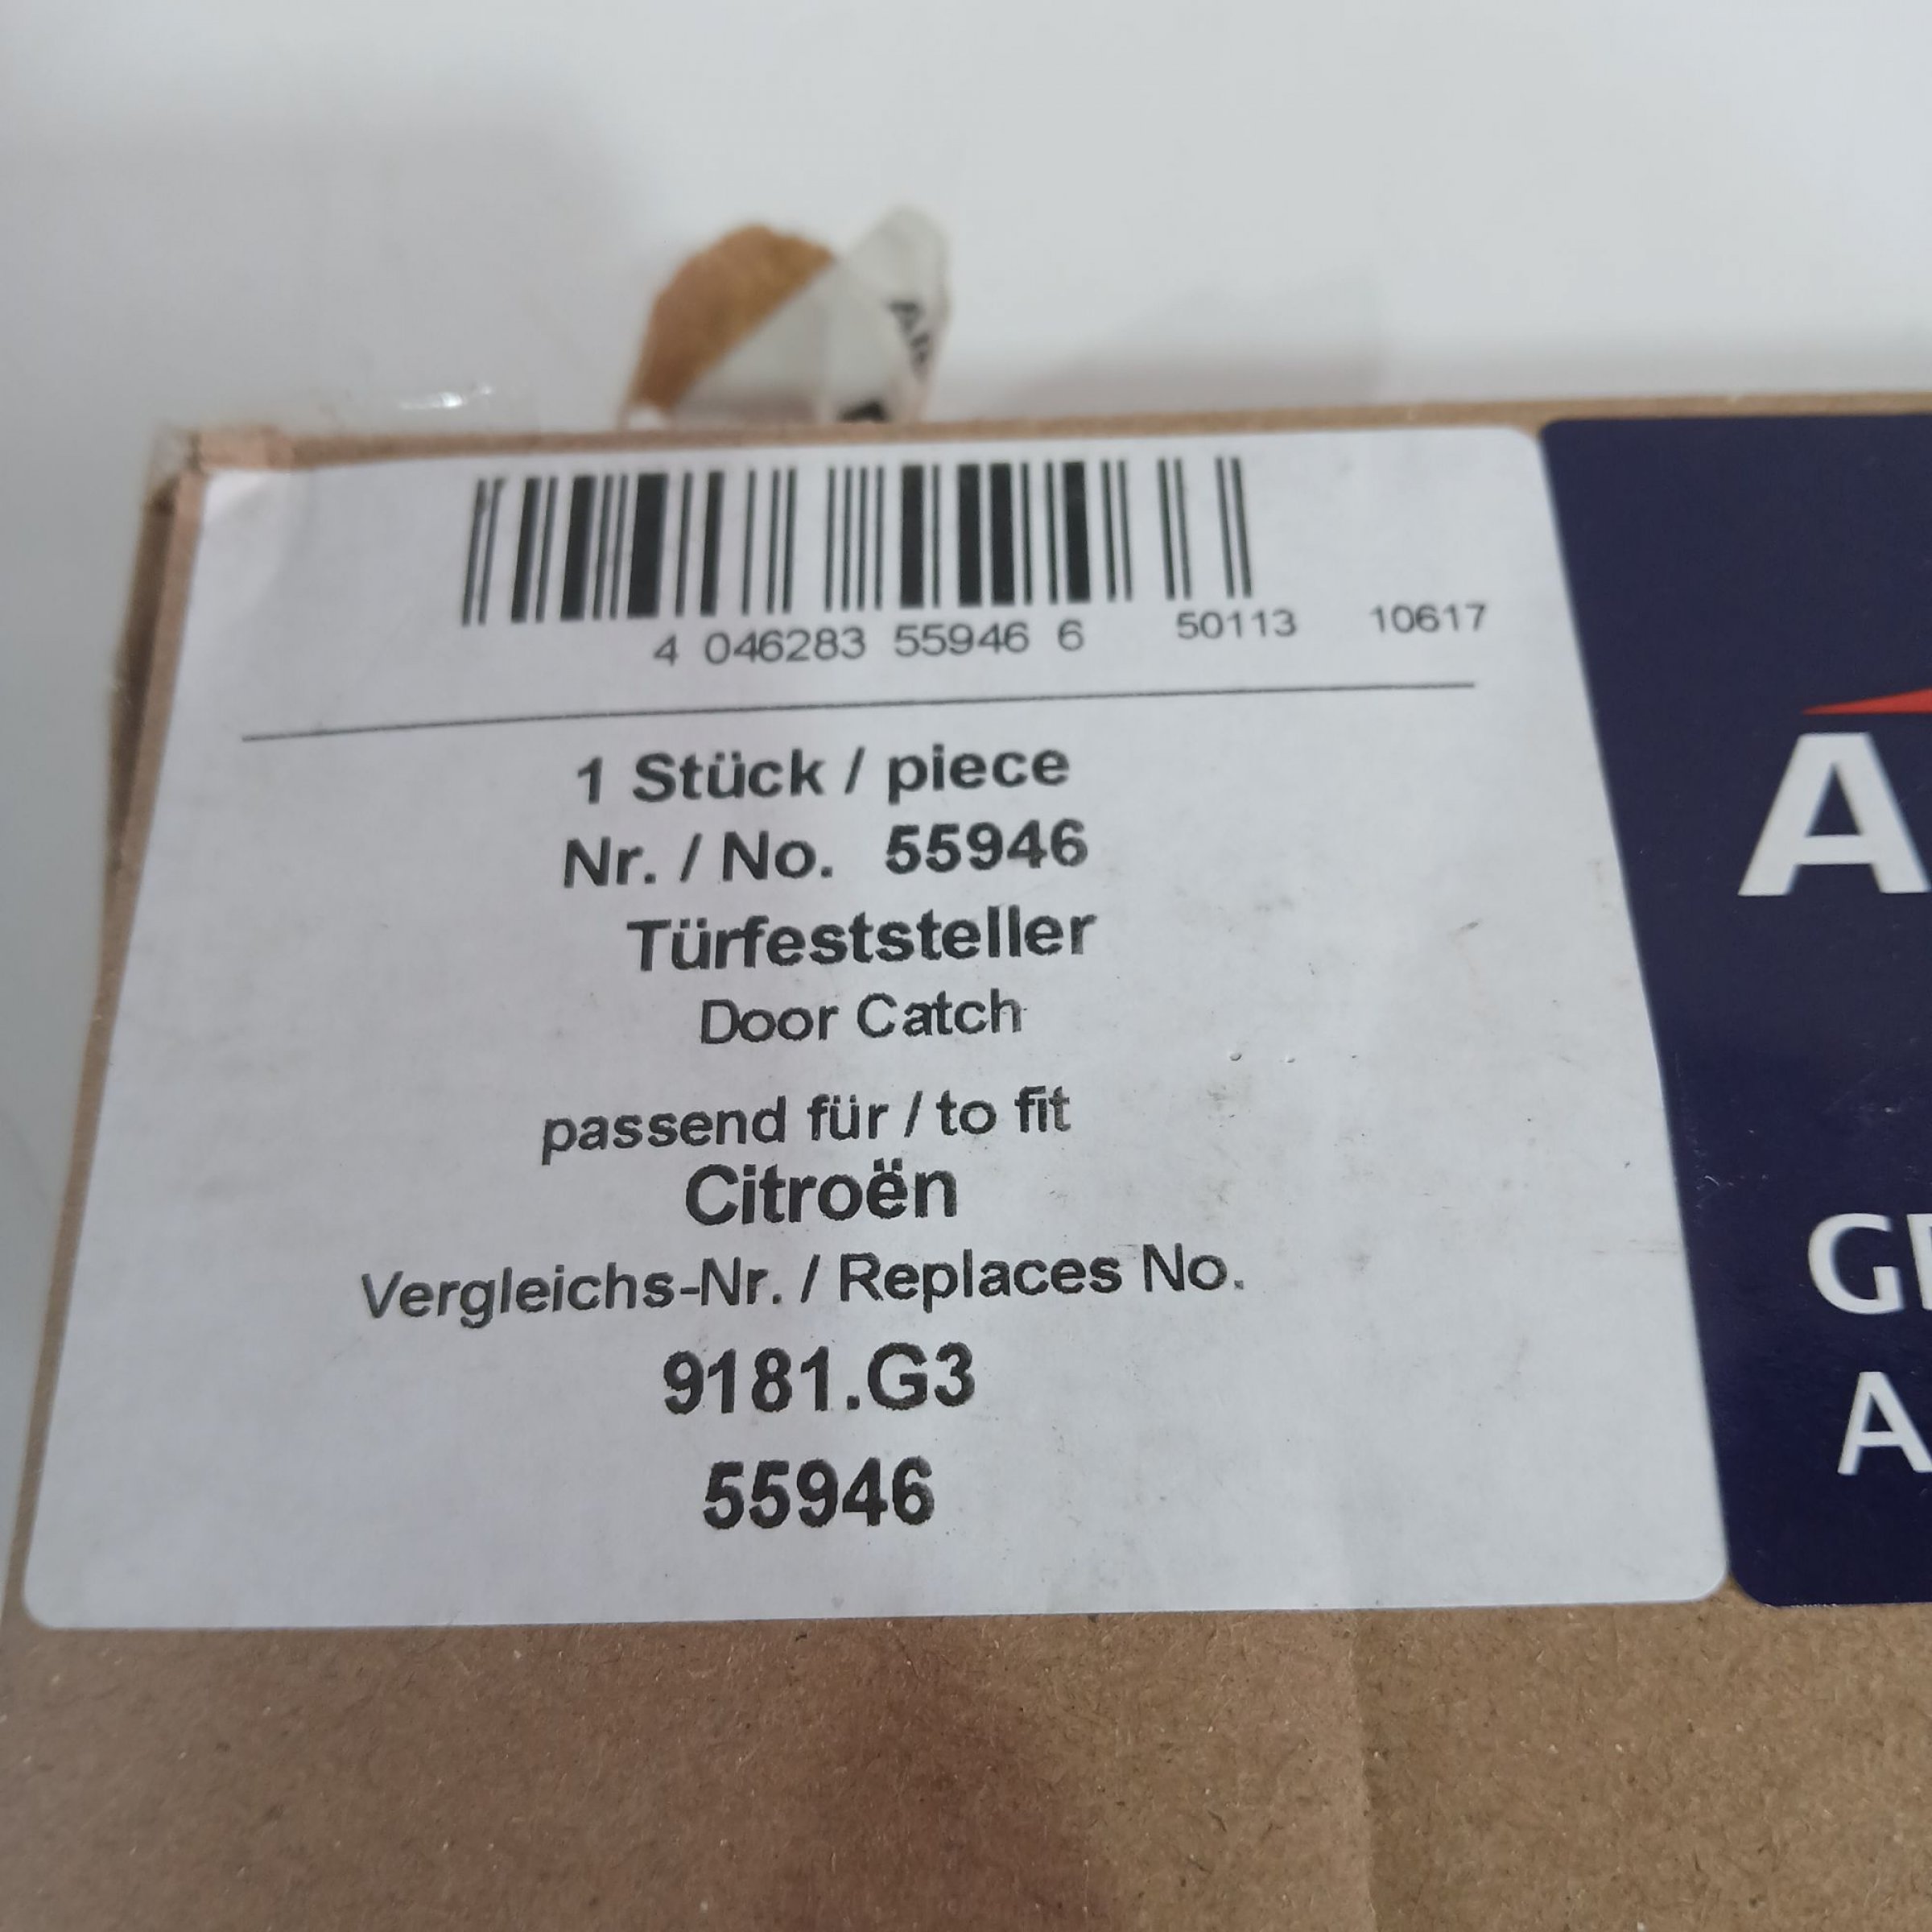 4 046283 55946 6 50113 10617
1 Stück / piece
Nr. / No. 55946
Türfeststeller
Door Catch
passend für / to fit
Citroën
Vergleichs-Nr. / Replaces No.
9181.G3
55946